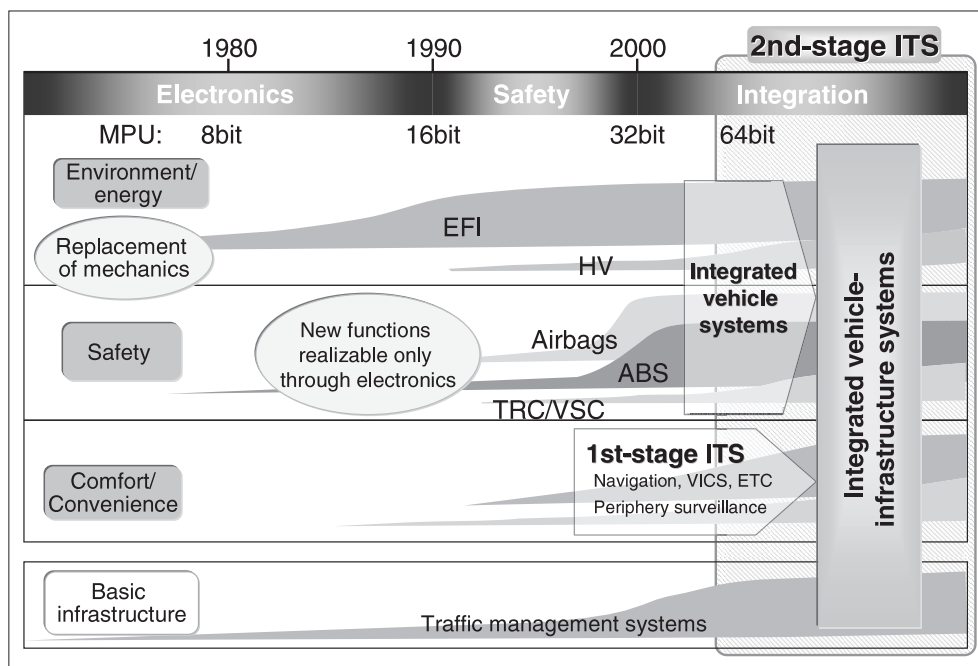 1980
1990
2000
2nd-stage ITS
Electronics
Safety
Integration
MPU:
8bit
16bit
32bit
64bit
Environment/
energy
EFI
Replacement
of mechanics
HV
Integrated
vehicle
systems
Integrated vehicle-
infrastructure systems
Safety
New functions
realizable only
through electronics
Airbags
ABS
TRC/VSC
Comfort/
Convenience
1st-stage ITS
Navigation, VICS, ETC
Periphery surveillance
Basic
infrastructure
Traffic management systems